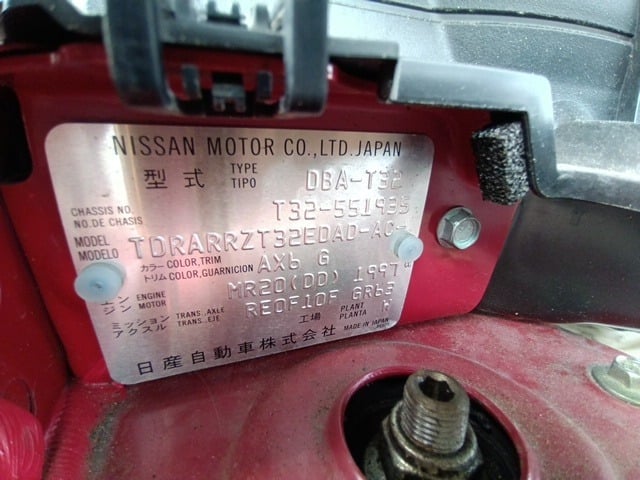 NISSAN MOTOR CO.,LTD.JAPAN
型式 TYPE TIPO DBA-T32
CHASSIS NO. NO.DE CHASIS T32-551935
MODEL MODELO TDRARRZT32EDAD-AC-
カラー COLOR,TRIM トリム COLOR,GUARNICION AX6 G
エンジン ENGINE MOTOR MR20(DD) 1997
ミッション アクスル TRANS.,AXLE TRANS.,EJE RE0F10F GR63 工場 PLANT PLANTA W
日産自動車株式会社 MADE IN JAPAN